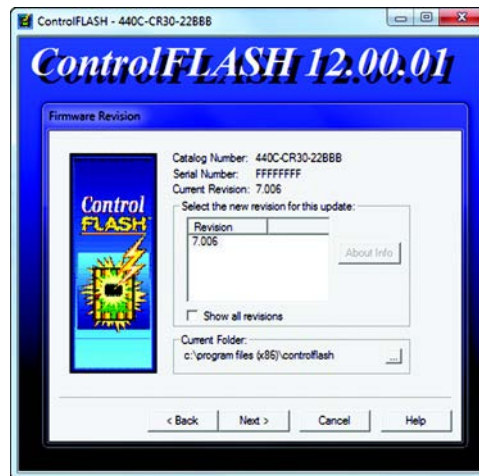 ControlFLASH - 440C-CR30-22BBB
ControlFLASH 12.00.01
Firmware Revision
Control
FLASH
Catalog Number: 440C-CR30-22BBB
Serial Number: FFFFFFFF
Current Revision: 7.006
Select the new revision for this update:
Revision
7.006
About Info
Show all revisions
Current Folder:
c:\program files (x86)\controlflash
...
< Back Next > Cancel Help